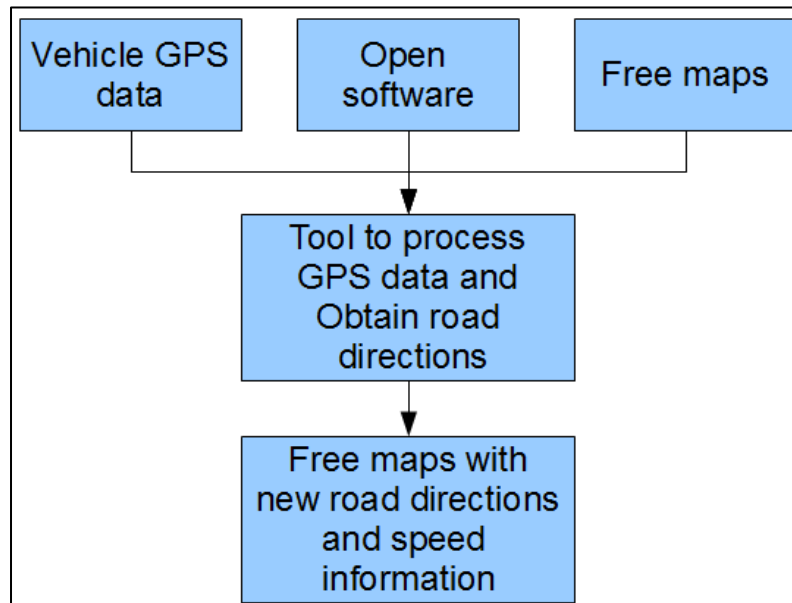 Vehicle GPS
data
Open
software
Free maps
Tool to process
GPS data and
Obtain road
directions
Free maps with
new road directions
and speed
information